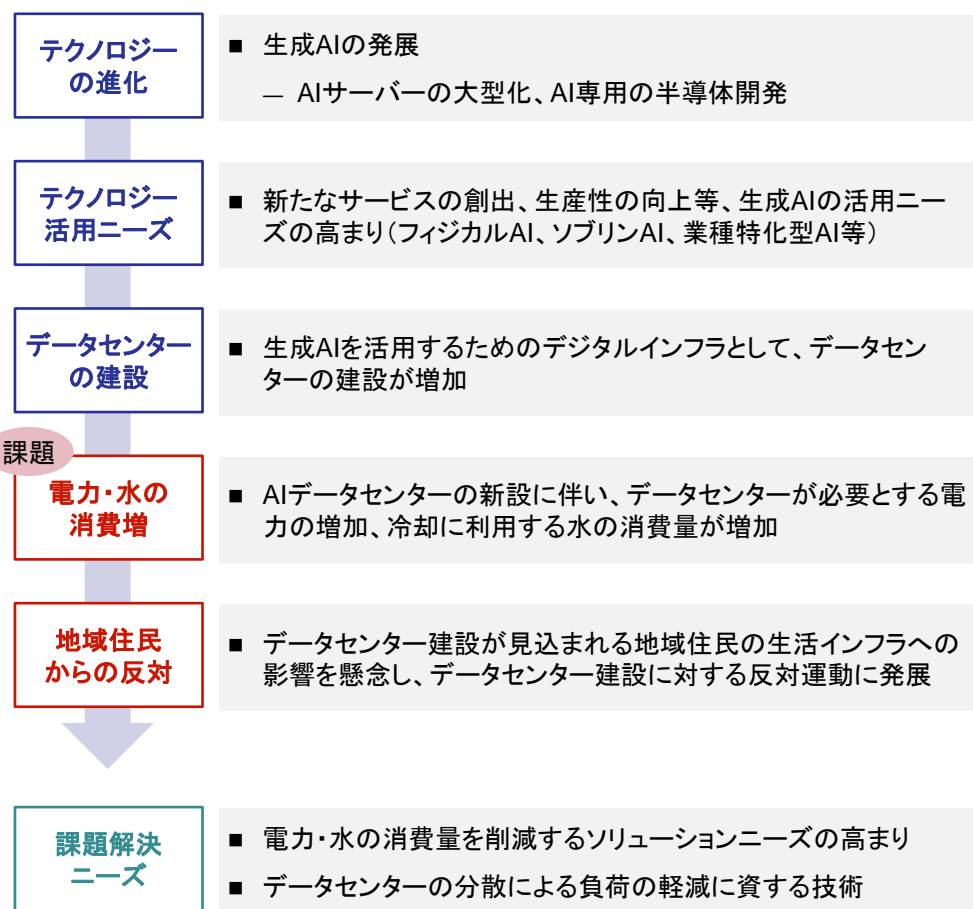 テクノロジー
の進化
■ 生成AIの発展
― AIサーバーの大型化、AI専用の半導体開発
テクノロジー
活用ニーズ
■ 新たなサービスの創出、生産性の向上等、生成AIの活用ニー
ズの高まり(フィジカルAI、ソブリンAI、業種特化型AI等)
データセンター
の建設
■ 生成AIを活用するためのデジタルインフラとして、データセン
ターの建設が増加
課題
電力・水の
消費増
■ AIデータセンターの新設に伴い、データセンターが必要とする電
力の増加、冷却に利用する水の消費量が増加
地域住民
からの反対
■ データセンター建設が見込まれる地域住民の生活インフラへの
影響を懸念し、データセンター建設に対する反対運動に発展
課題解決
ニーズ
■ 電力・水の消費量を削減するソリューションニーズの高まり
■ データセンターの分散による負荷の軽減に資する技術